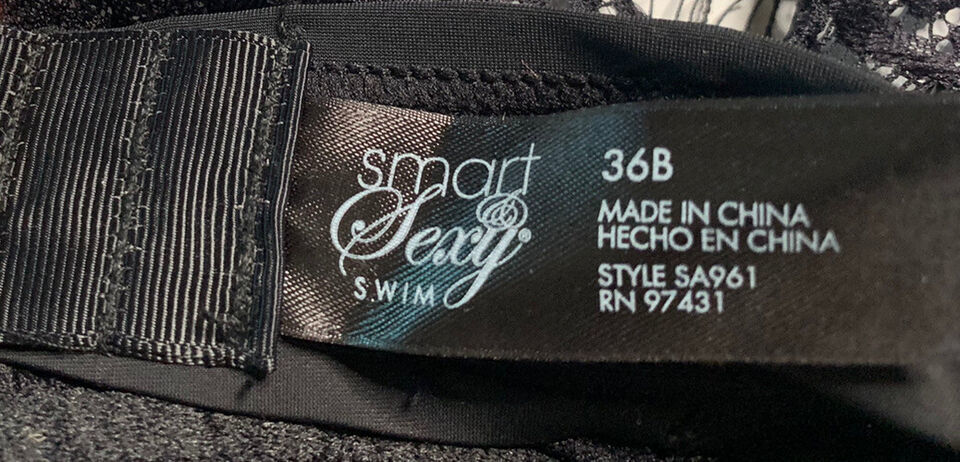 smart
& Sexy®
SWIM
36B
MADE IN CHINA
HECHO EN CHINA
STYLE SA961
RN 97431